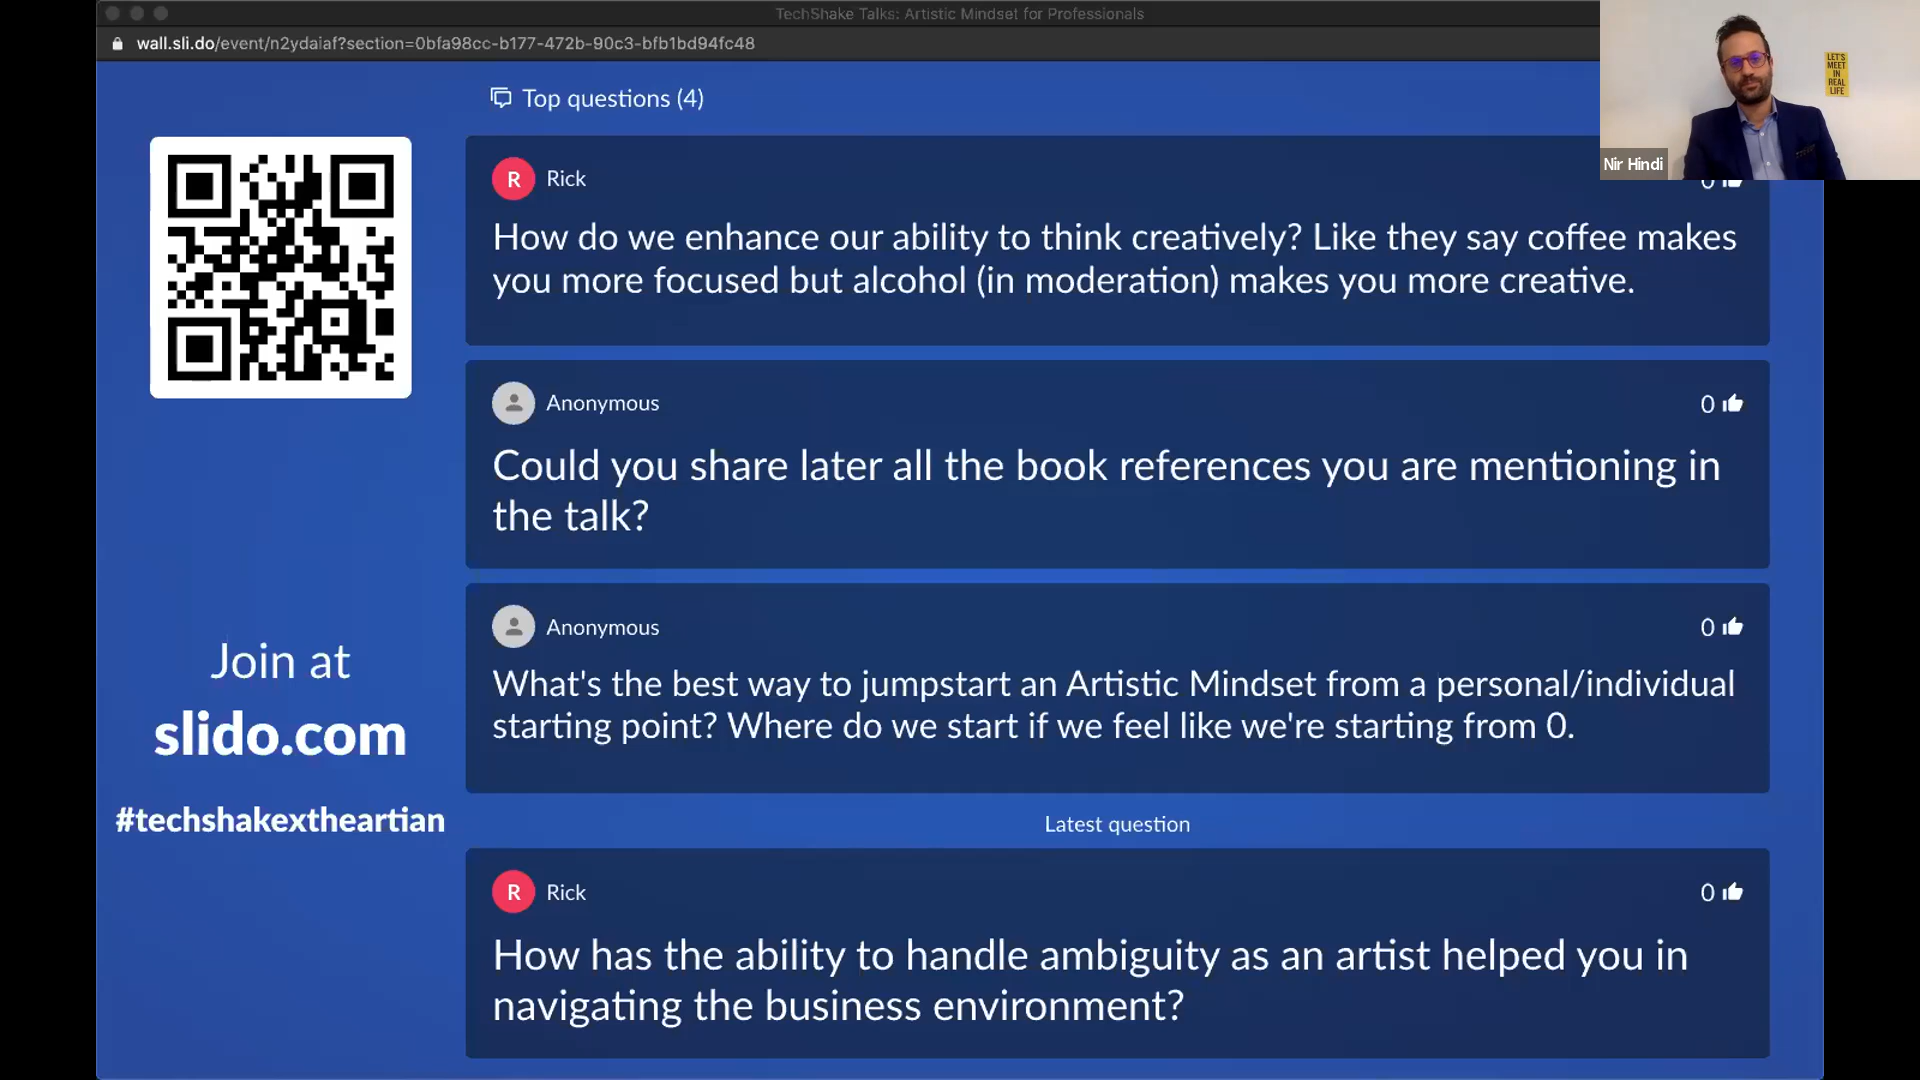 TechShake Talks: Artistic Mindset for Professionals
wall.sli.do/event/n2ydaiaf?section=0bfa98cc-b177-472b-90c3-bfb1bd94fc48
LET'S
MEET
IN
REAL
LIFE
Nir Hindi
Top questions (4)
R Rick
0
How do we enhance our ability to think creatively? Like they say coffee makes
you more focused but alcohol (in moderation) makes you more creative.
Anonymous
0
Could you share later all the book references you are mentioning in
the talk?
Anonymous
0
What's the best way to jumpstart an Artistic Mindset from a personal/individual
starting point? Where do we start if we feel like we're starting from 0.
Join at
slido.com
#techshakextheartian
Latest question
R Rick
0
How has the ability to handle ambiguity as an artist helped you in
navigating the business environment?